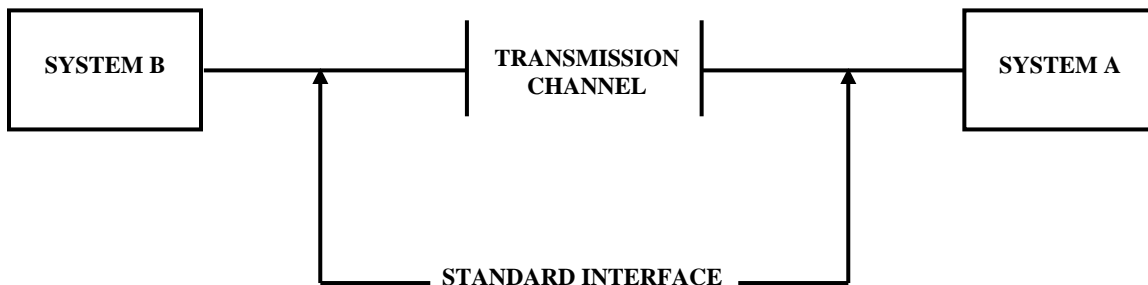 SYSTEM B
TRANSMISSION
CHANNEL
SYSTEM A
STANDARD INTERFACE